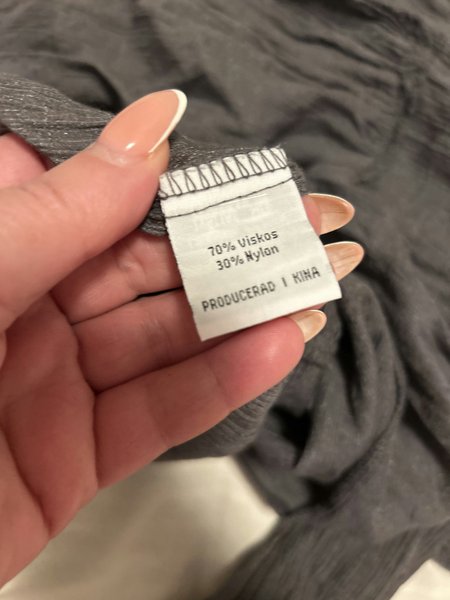 70% Viskos
30% Nylon
PRODUCERAD I KINA